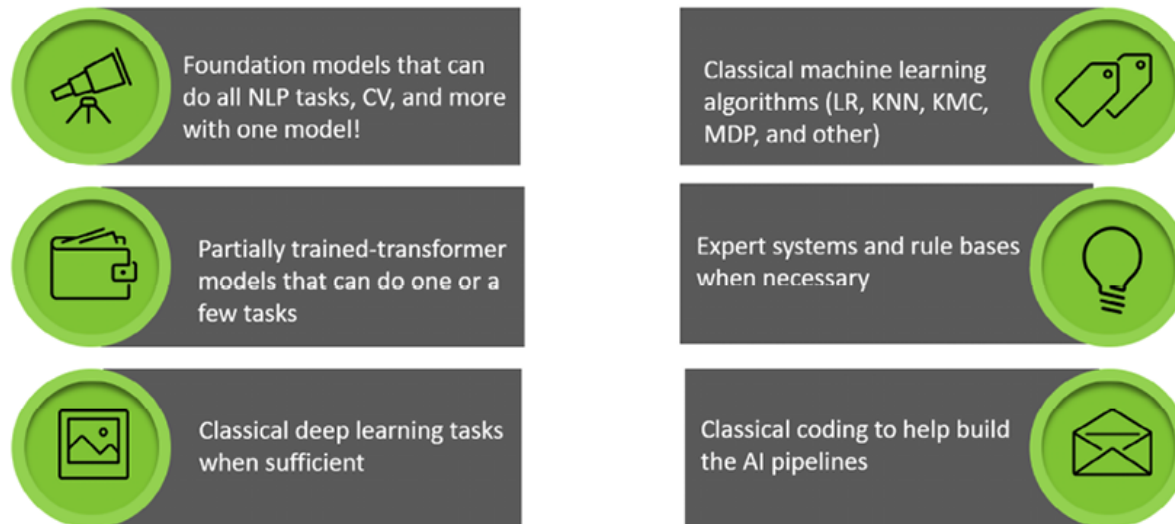 Foundation models that can
do all NLP tasks, CV, and more
with one model!
Partially trained-transformer
models that can do one or a
few tasks
Classical deep learning tasks
when sufficient
Classical machine learning
algorithms (LR, KNN, KMC,
MDP, and other)
Expert systems and rule bases
when necessary
Classical coding to help build
the AI pipelines